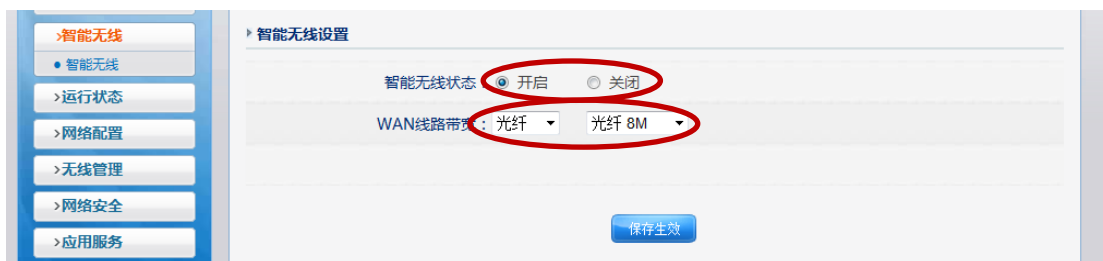 ›智能无线
● 智能无线
›运行状态
›网络配置
›无线管理
›网络安全
›应用服务
智能无线设置
智能无线状态： 开启 关闭
WAN线路带宽： 光纤 光纤 8M
保存生效